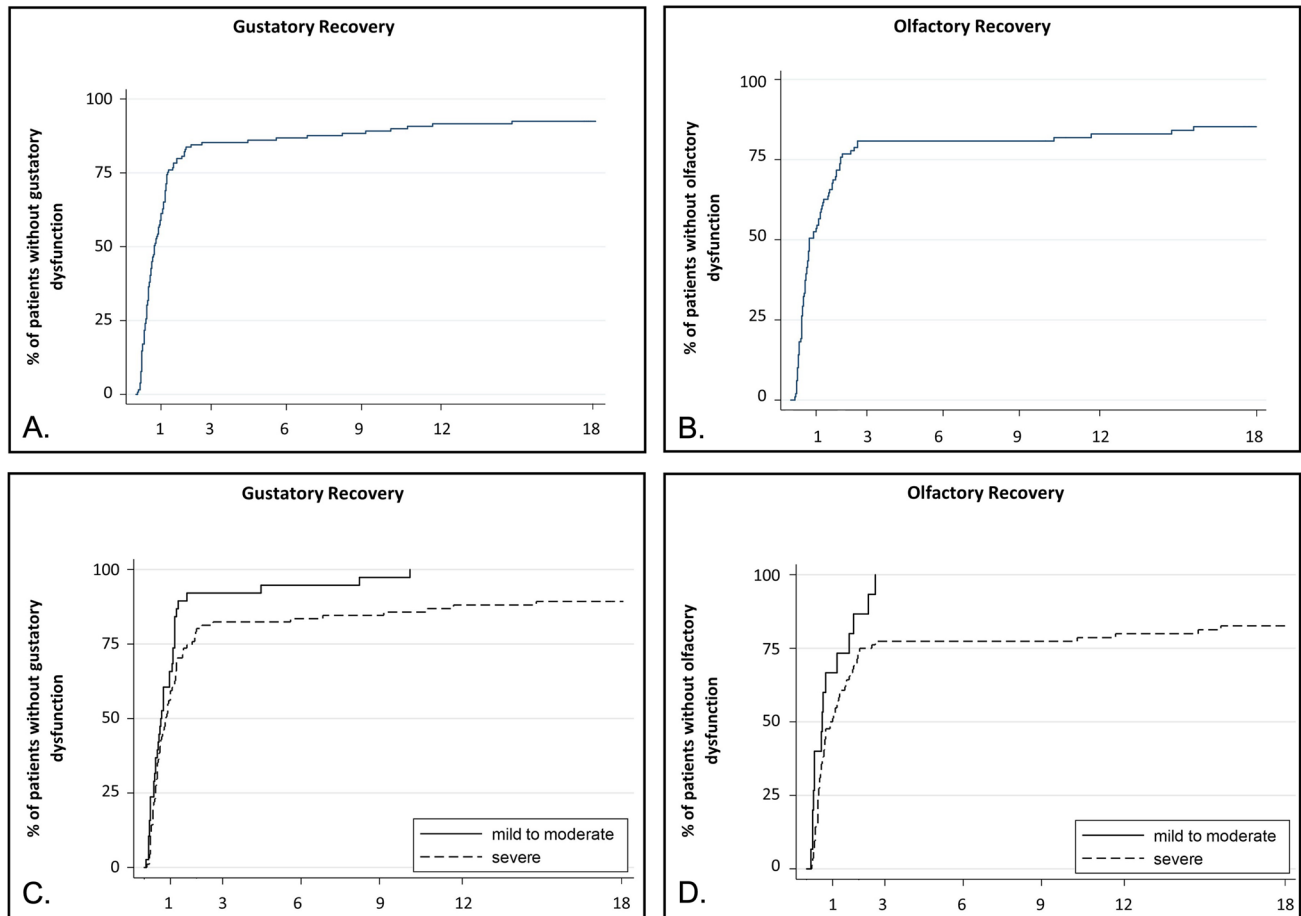 Gustatory Recovery
% of patients without gustatory
dysfunction
100
75
50
25
0
1 3 6 9 12 18
A.
Olfactory Recovery
% of patients without olfactory
dysfunction
100
75
50
25
0
1 3 6 9 12 18
B.
Gustatory Recovery
% of patients without gustatory
dysfunction
100
75
50
25
0
mild to moderate
severe
1 3 6 9 12 18
C.
Olfactory Recovery
% of patients without olfactory
dysfunction
100
75
50
25
0
mild to moderate
severe
1 3 6 9 12 18
D.